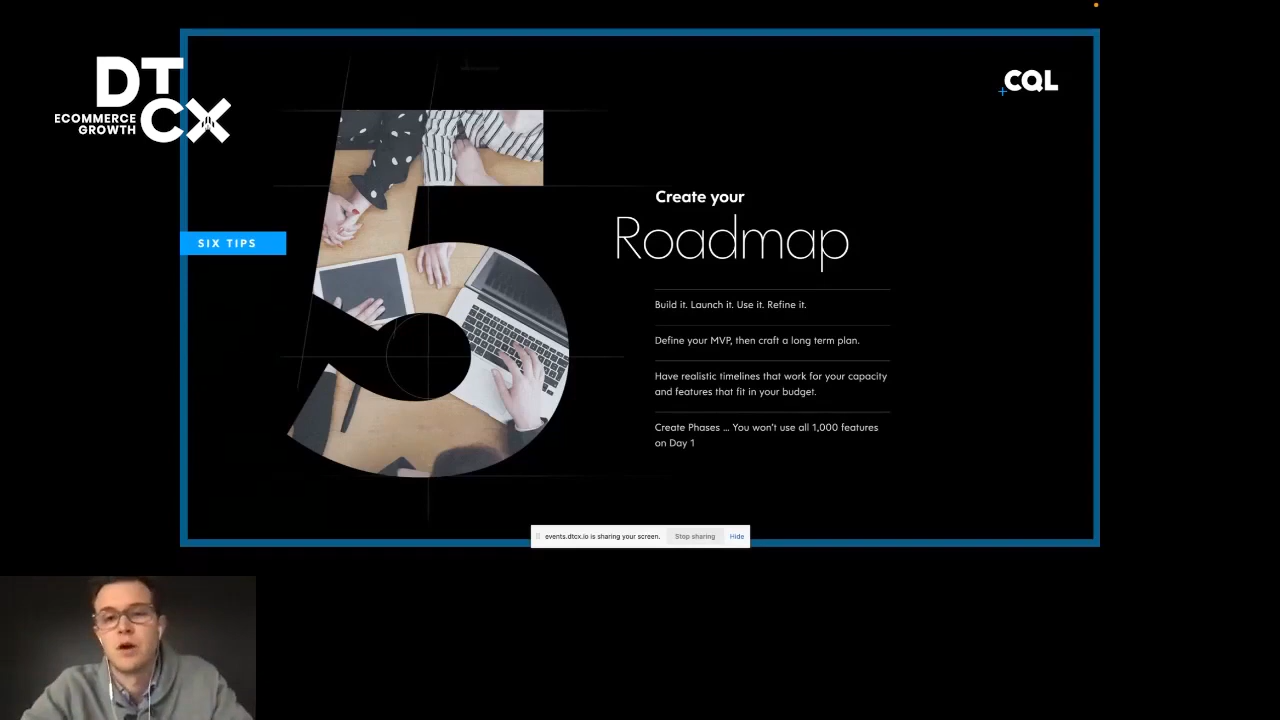 DT
CX
ECOMMERCE
GROWTH
CQL
SIX TIPS
Create your
Roadmap
Build it. Launch it. Use it. Refine it.
Define your MVP, then craft a long term plan.
Have realistic timelines that work for your capacity
and features that fit in your budget.
Create Phases ... You won't use all 1,000 features
on Day 1
5
events.dtcx.io is sharing your screen.
Stop sharing
Hide